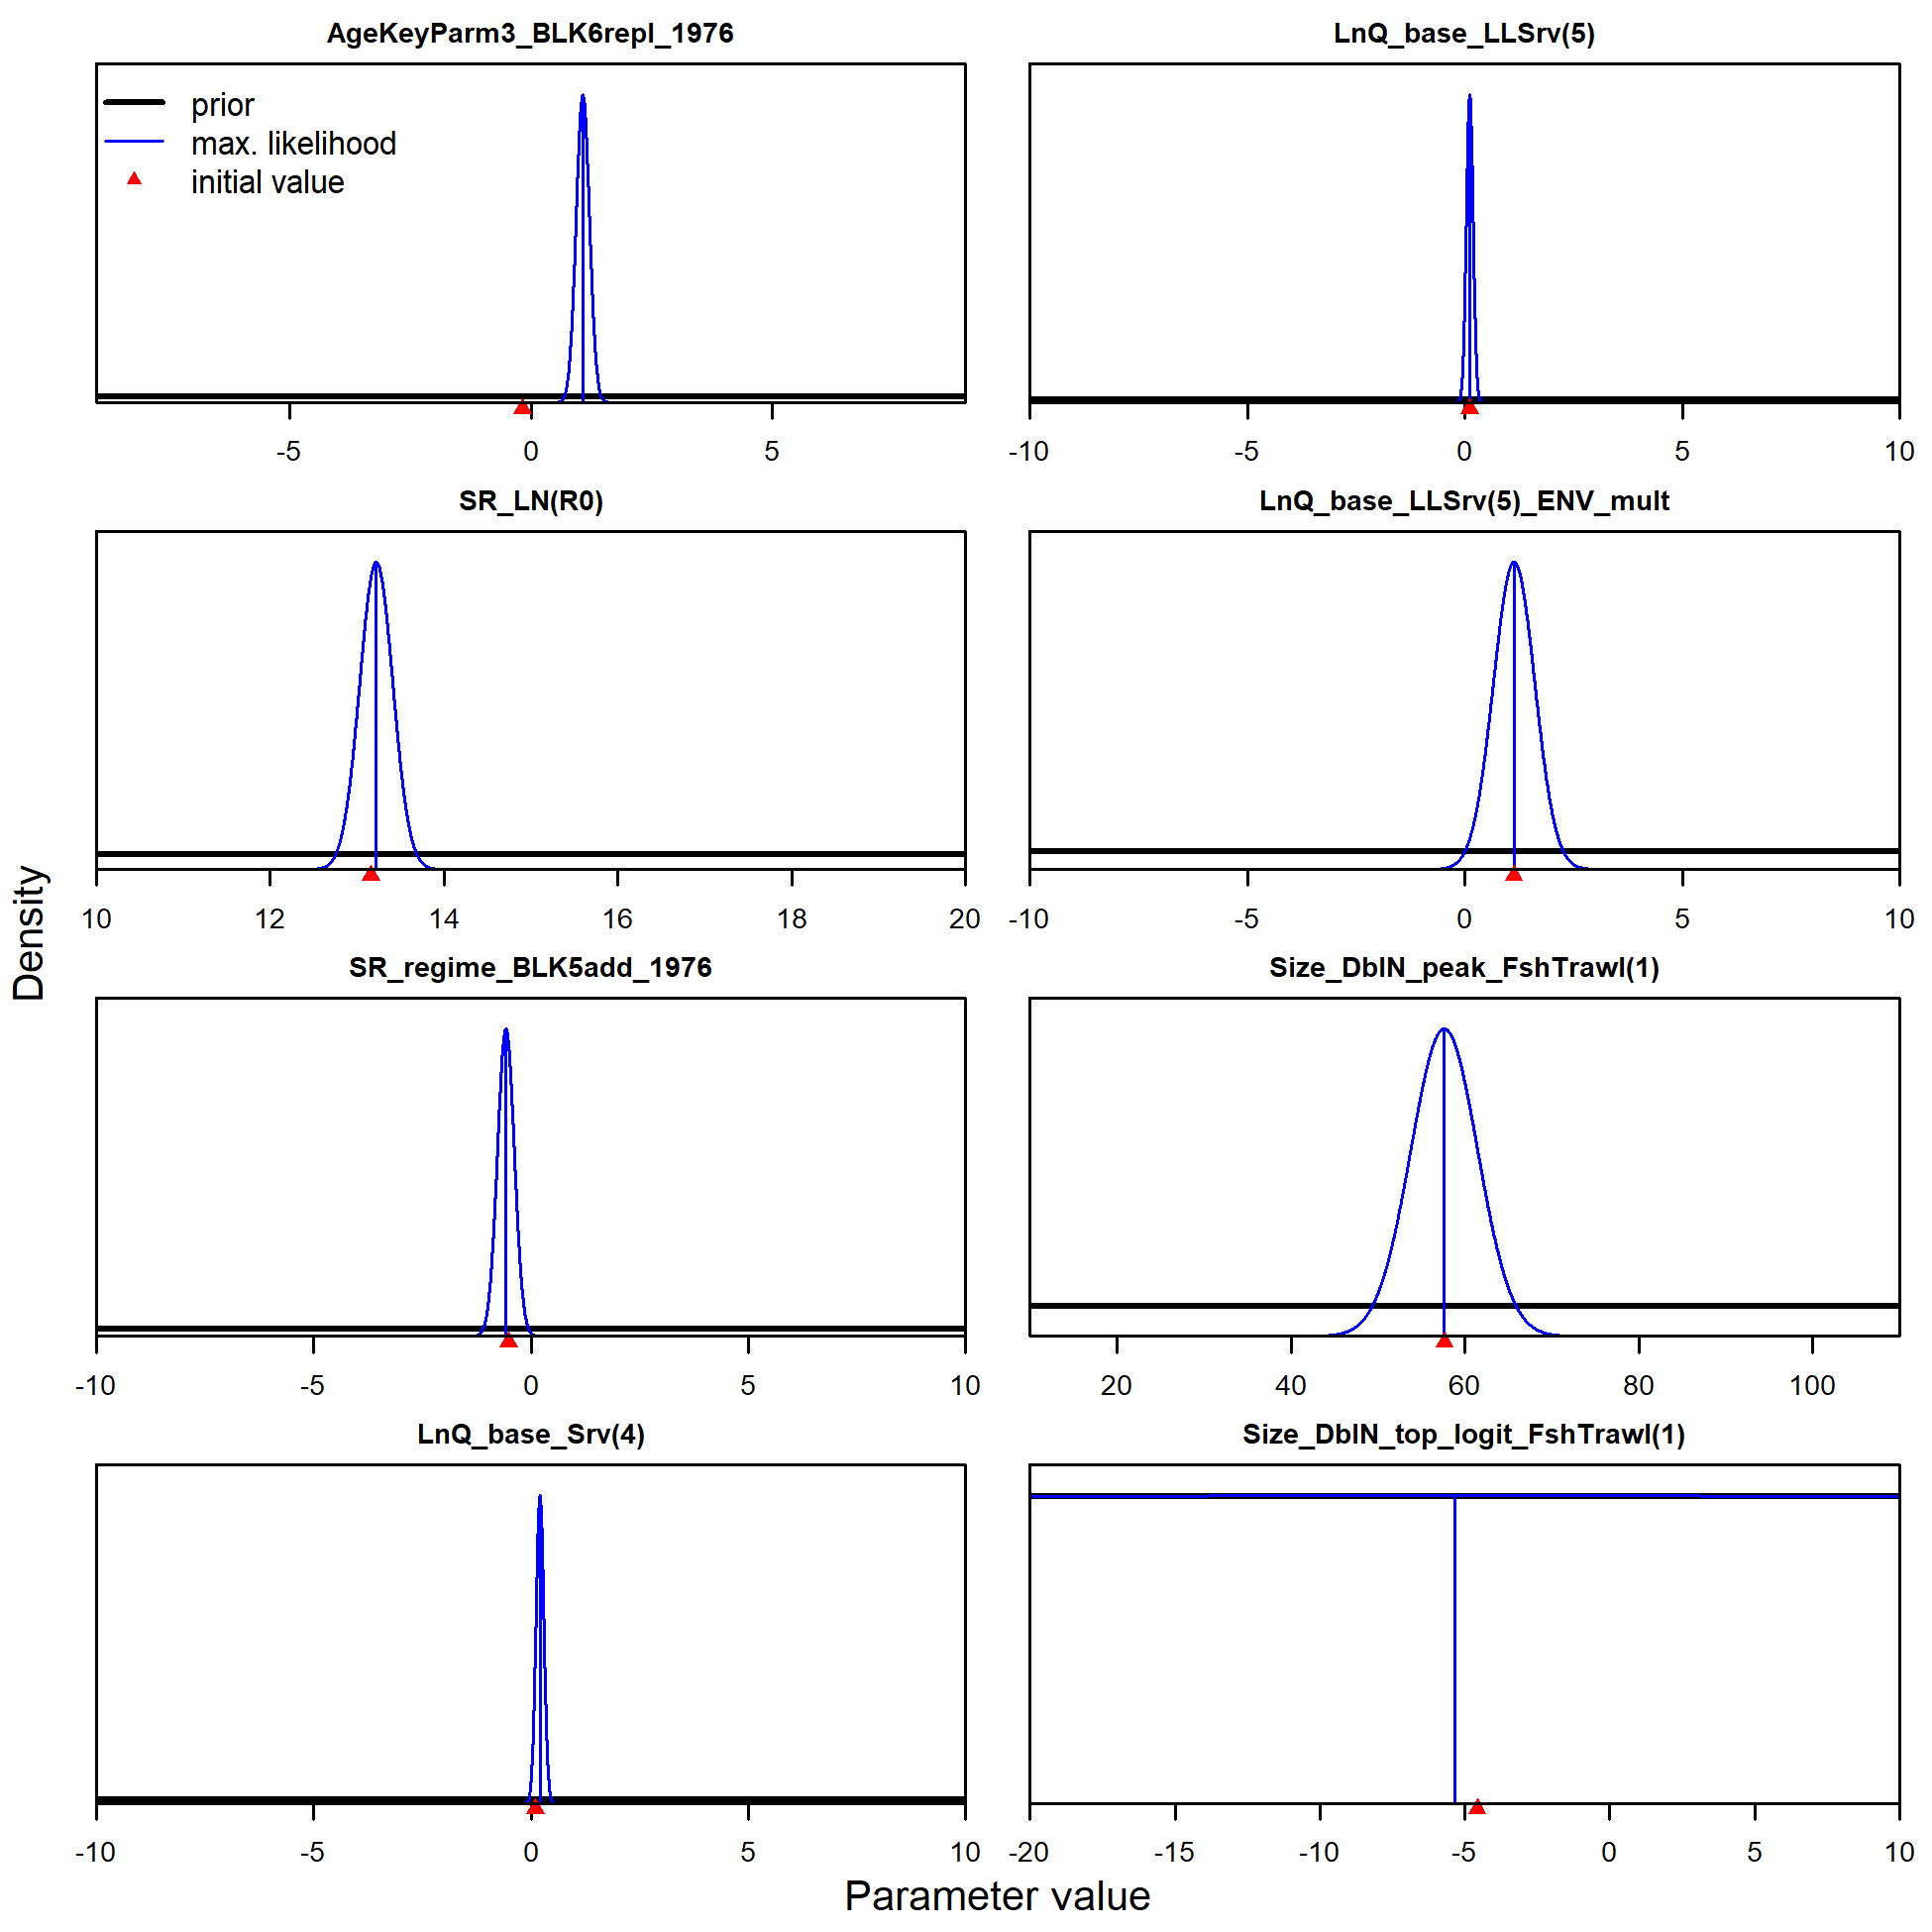 AgeKeyParm3_BLK6repl_1976
prior
max. likelihood
initial value
-5 0 5
LnQ_base_LLSrv(5)
-10 -5 0 5 10
SR_LN(R0)
10 12 14 16 18 20
LnQ_base_LLSrv(5)_ENV_mult
-10 -5 0 5 10
SR_regime_BLK5add_1976
-10 -5 0 5 10
Size_DblN_peak_FshTrawl(1)
20 40 60 80 100
LnQ_base_Srv(4)
-10 -5 0 5 10
Size_DblN_top_logit_FshTrawl(1)
-20 -15 -10 -5 0 5 10
Density
Parameter value